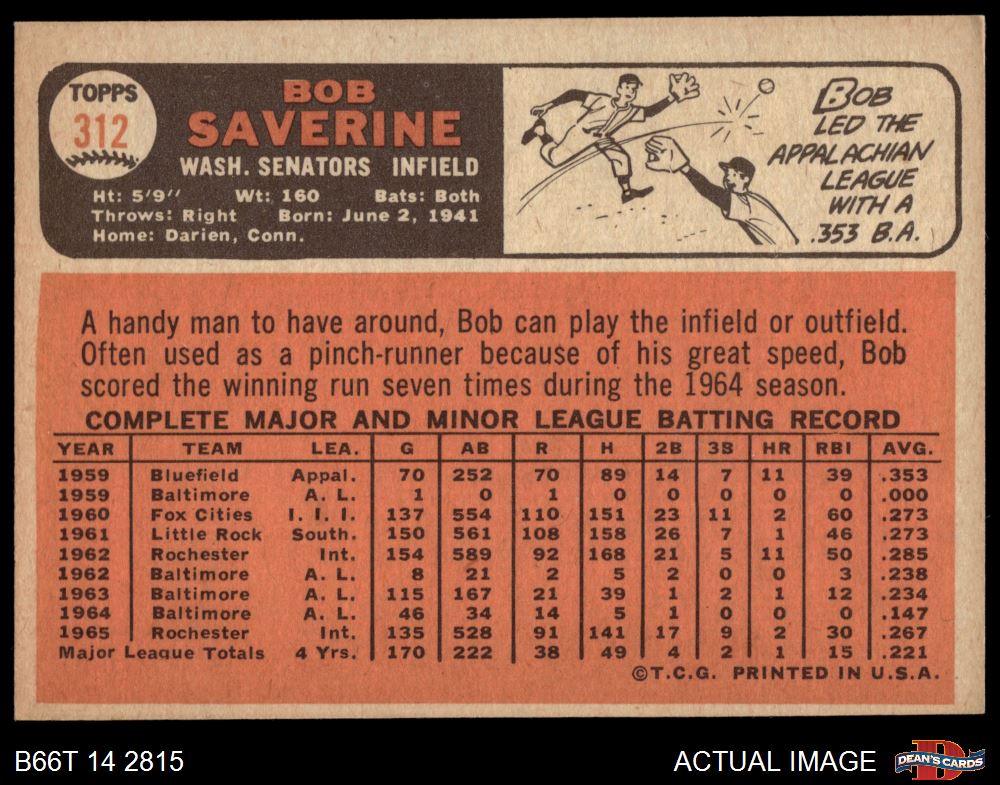 TOPPS
312
BOB
SAVERINE
WASH. SENATORS INFIELD
Ht: 5'9" Wt: 160 Bats: Both
Throws: Right Born: June 2, 1941
Home: Darien, Conn.
BOB
LED THE
APPALACHIAN
LEAGUE
WITH A
.353 B.A.
A handy man to have around, Bob can play the infield or outfield.
Often used as a pinch-runner because of his great speed, Bob
scored the winning run seven times during the 1964 season.
COMPLETE MAJOR AND MINOR LEAGUE BATTING RECORD
YEAR TEAM LEA. G AB R H 2B 3B HR RBI AVG.
1959 Bluefield Appal. 70 252 70 89 14 7 11 39 .353
1959 Baltimore A. L. 1 0 1 0 0 0 0 0 .000
1960 Fox Cities I. I. I. 137 554 110 151 23 11 2 60 .273
1961 Little Rock South. 150 561 108 158 26 7 1 46 .273
1962 Rochester Int. 154 589 92 168 21 5 11 50 .285
1962 Baltimore A. L. 8 21 2 5 2 0 0 3 .238
1963 Baltimore A. L. 115 167 21 39 1 2 1 12 .234
1964 Baltimore A. L. 46 34 14 5 1 0 0 0 .147
1965 Rochester Int. 135 528 91 141 17 9 2 30 .267
Major League Totals 4 Yrs. 170 222 38 49 4 2 1 15 .221
©T.C.G. PRINTED IN U.S.A.
B66T 14 2815
ACTUAL IMAGE
DEAN'S CARDS